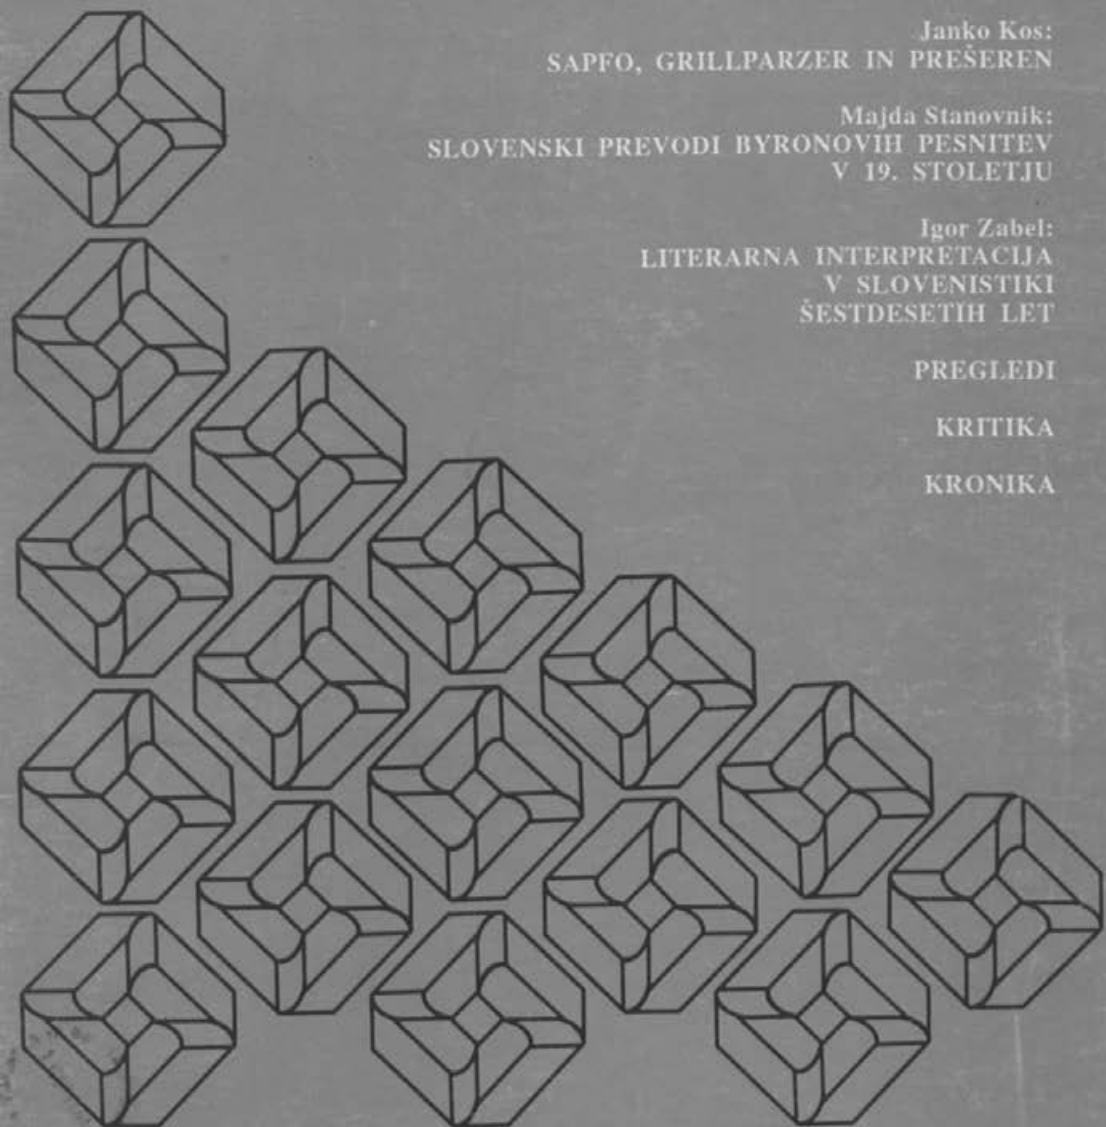 Janko Kos:
SAPFO, GRILLPARZER IN PREŠEREN
Majda Stanovnik:
SLOVENSKI PREVODI BYRONOVIH PESNITEV
V 19. STOLETJU
Igor Zabel:
LITERARNA INTERPRETACIJA
V SLOVENISTIKI
ŠESTDESETIH LET
PREGLEDI
KRITIKA
KRONIKA